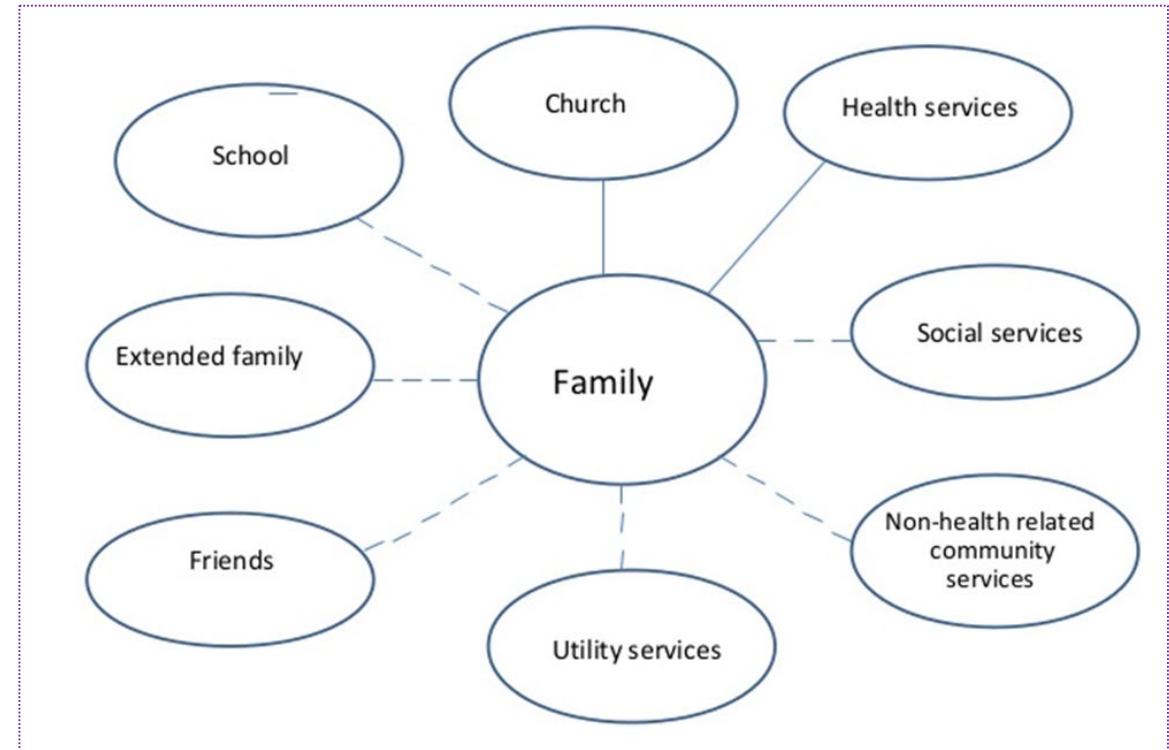 Church
Health services
School
Social services
Extended family
Family
Non-health related
community
services
Friends
Utility services